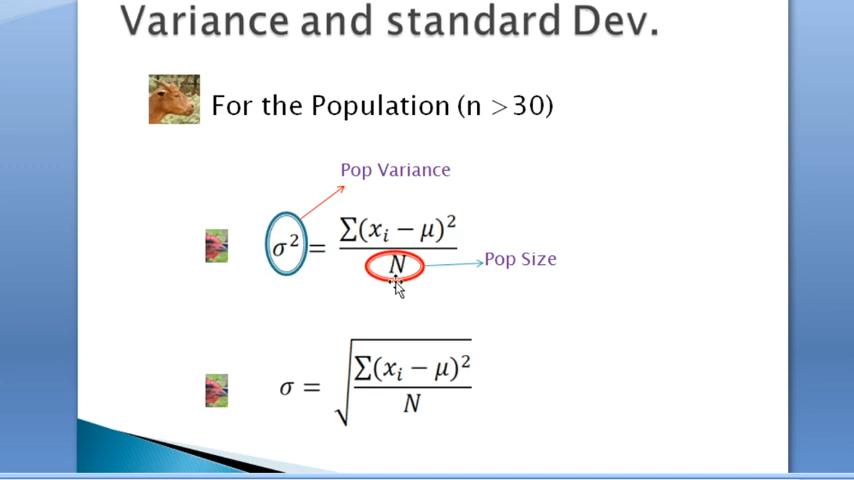 Variance and standard Dev.
For the Population (n >30)
Pop Variance
σ² = Σ(xᵢ − μ)² / N
Pop Size
σ = √(Σ(xᵢ − μ)² / N)